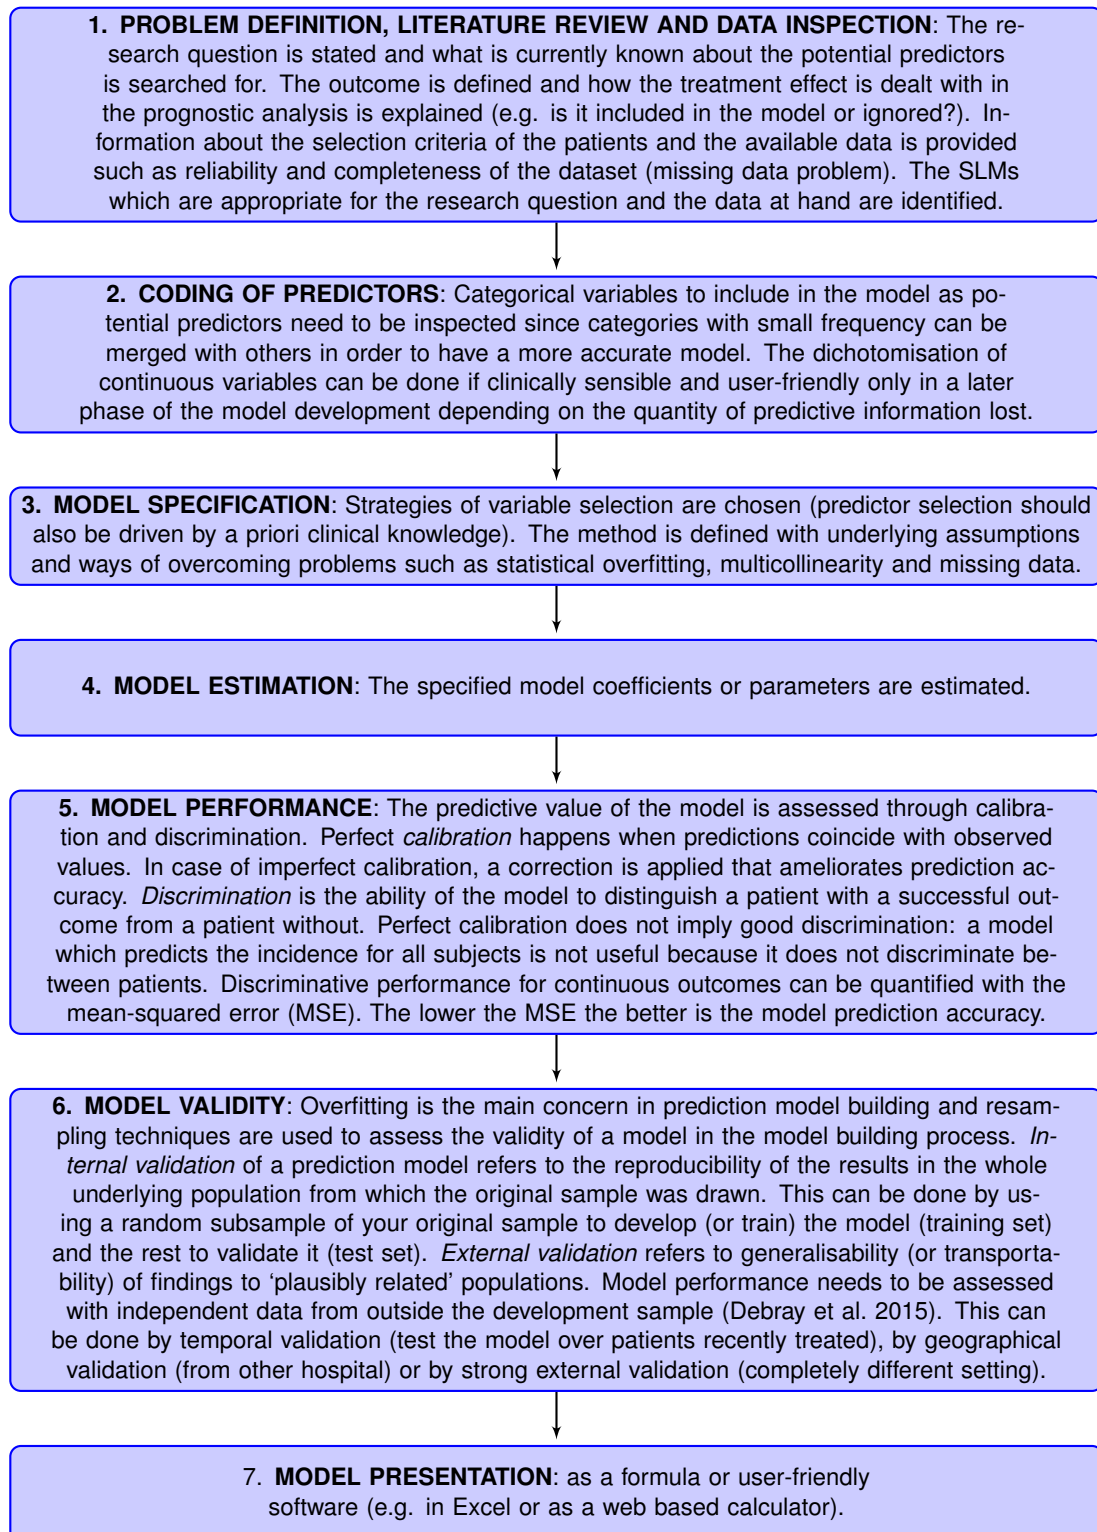 1. PROBLEM DEFINITION, LITERATURE REVIEW AND DATA INSPECTION: The re-
search question is stated and what is currently known about the potential predictors
is searched for. The outcome is defined and how the treatment effect is dealt with in
the prognostic analysis is explained (e.g. is it included in the model or ignored?). In-
formation about the selection criteria of the patients and the available data is provided
such as reliability and completeness of the dataset (missing data problem). The SLMs
which are appropriate for the research question and the data at hand are identified.
2. CODING OF PREDICTORS: Categorical variables to include in the model as po-
tential predictors need to be inspected since categories with small frequency can be
merged with others in order to have a more accurate model. The dichotomisation of
continuous variables can be done if clinically sensible and user-friendly only in a later
phase of the model development depending on the quantity of predictive information lost.
3. MODEL SPECIFICATION: Strategies of variable selection are chosen (predictor selection should
also be driven by a priori clinical knowledge). The method is defined with underlying assumptions
and ways of overcoming problems such as statistical overfitting, multicollinearity and missing data.
4. MODEL ESTIMATION: The specified model coefficients or parameters are estimated.
5. MODEL PERFORMANCE: The predictive value of the model is assessed through calibra-
tion and discrimination. Perfect calibration happens when predictions coincide with observed
values. In case of imperfect calibration, a correction is applied that ameliorates prediction ac-
curacy. Discrimination is the ability of the model to distinguish a patient with a successful out-
come from a patient without. Perfect calibration does not imply good discrimination: a model
which predicts the incidence for all subjects is not useful because it does not discriminate be-
tween patients. Discriminative performance for continuous outcomes can be quantified with the
mean-squared error (MSE). The lower the MSE the better is the model prediction accuracy.
6. MODEL VALIDITY: Overfitting is the main concern in prediction model building and resam-
pling techniques are used to assess the validity of a model in the model building process. In-
ternal validation of a prediction model refers to the reproducibility of the results in the whole
underlying population from which the original sample was drawn. This can be done by us-
ing a random subsample of your original sample to develop (or train) the model (training set)
and the rest to validate it (test set). External validation refers to generalisability (or transporta-
bility) of findings to ‘plausibly related’ populations. Model performance needs to be assessed
with independent data from outside the development sample (Debray et al. 2015). This can
be done by temporal validation (test the model over patients recently treated), by geographical
validation (from other hospital) or by strong external validation (completely different setting).
7. MODEL PRESENTATION: as a formula or user-friendly
software (e.g. in Excel or as a web based calculator).